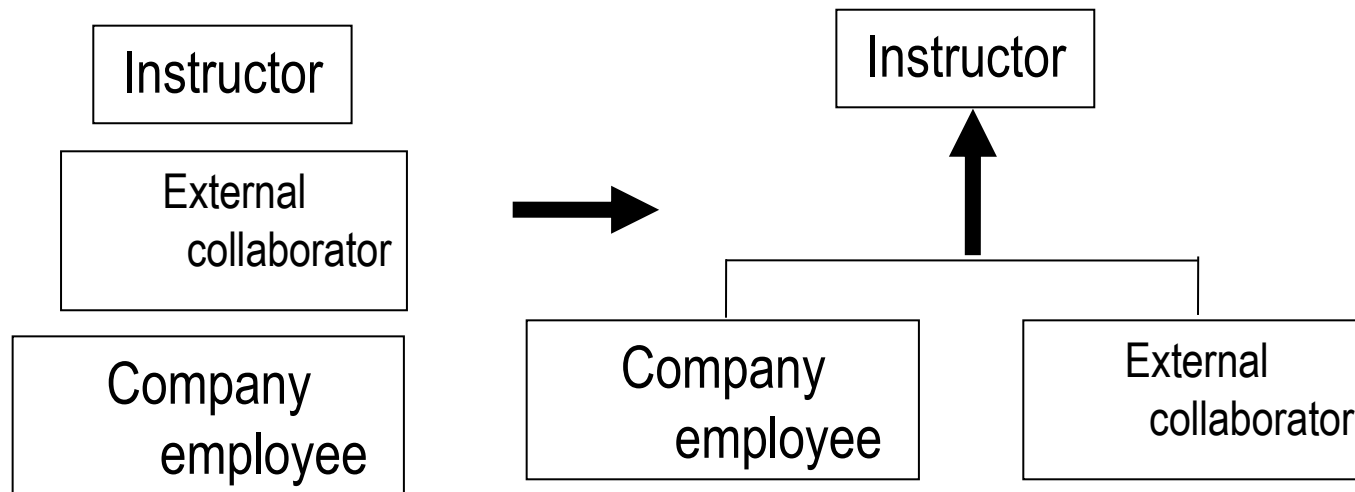 Instructor
External
collaborator
Company
employee
Instructor
Company
employee
External
collaborator